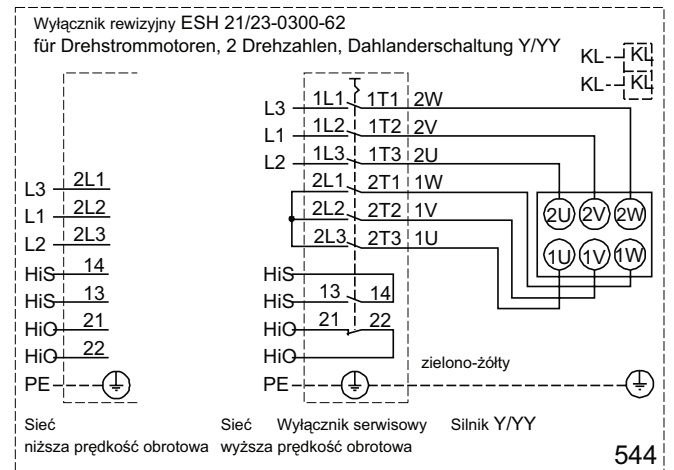 Wyłącznik rewizyjny ESH 21/23-0300-62
für Drehstrommotoren, 2 Drehzahlen, Dahlanderschaltung Y/YY
KL KL
KL KL
L3 1L1 1T1 2W
L1 1L2 1T2 2V
L2 1L3 1T3 2U
2L1 2T1 1W
2L2 2T2 1V
2L3 2T3 1U
L3 2L1
L1 2L2
L2 2L3
HiS 14
HiS 13
HiO 21
HiO 22
PE
HiS
HiS 13 14
HiO 21 22
HiO
PE
zielono-żółty
2U 2V 2W
1U 1V 1W
Sieć
niższa prędkość obrotowa
Sieć Wyłącznik serwisowy Silnik Y/YY
wyższa prędkość obrotowa
544